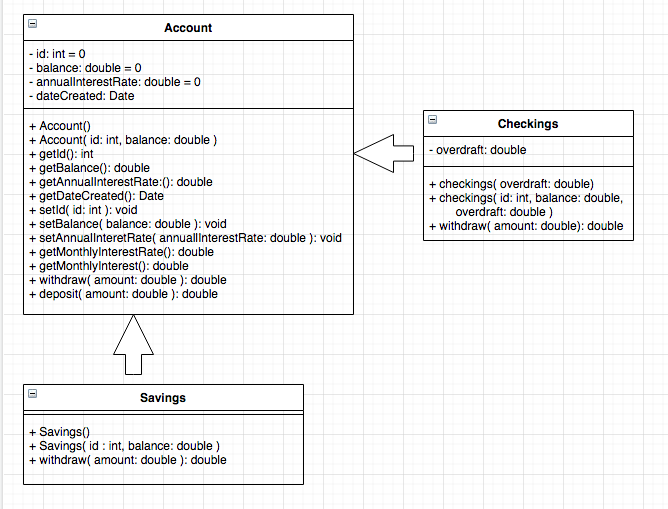 Account
- id: int = 0
- balance: double = 0
- annualInterestRate: double = 0
- dateCreated: Date
+ Account()
+ Account( id: int, balance: double )
+ getId(): int
+ getBalance(): double
+ getAnnualInterestRate:(): double
+ getDateCreated(): Date
+ setId( id: int ): void
+ setBalance( balance: double ): void
+ setAnnualInteretRate( annualInterestRate: double ): void
+ getMonthlyInterestRate(): double
+ getMonthlyInterest(): double
+ withdraw( amount: double ): double
+ deposit( amount: double ): double
Checkings
- overdraft: double
+ checkings( overdraft: double)
+ checkings( id: int, balance: double,
overdraft: double )
+ withdraw( amount: double): double
Savings
+ Savings()
+ Savings( id : int, balance: double )
+ withdraw( amount: double ): double